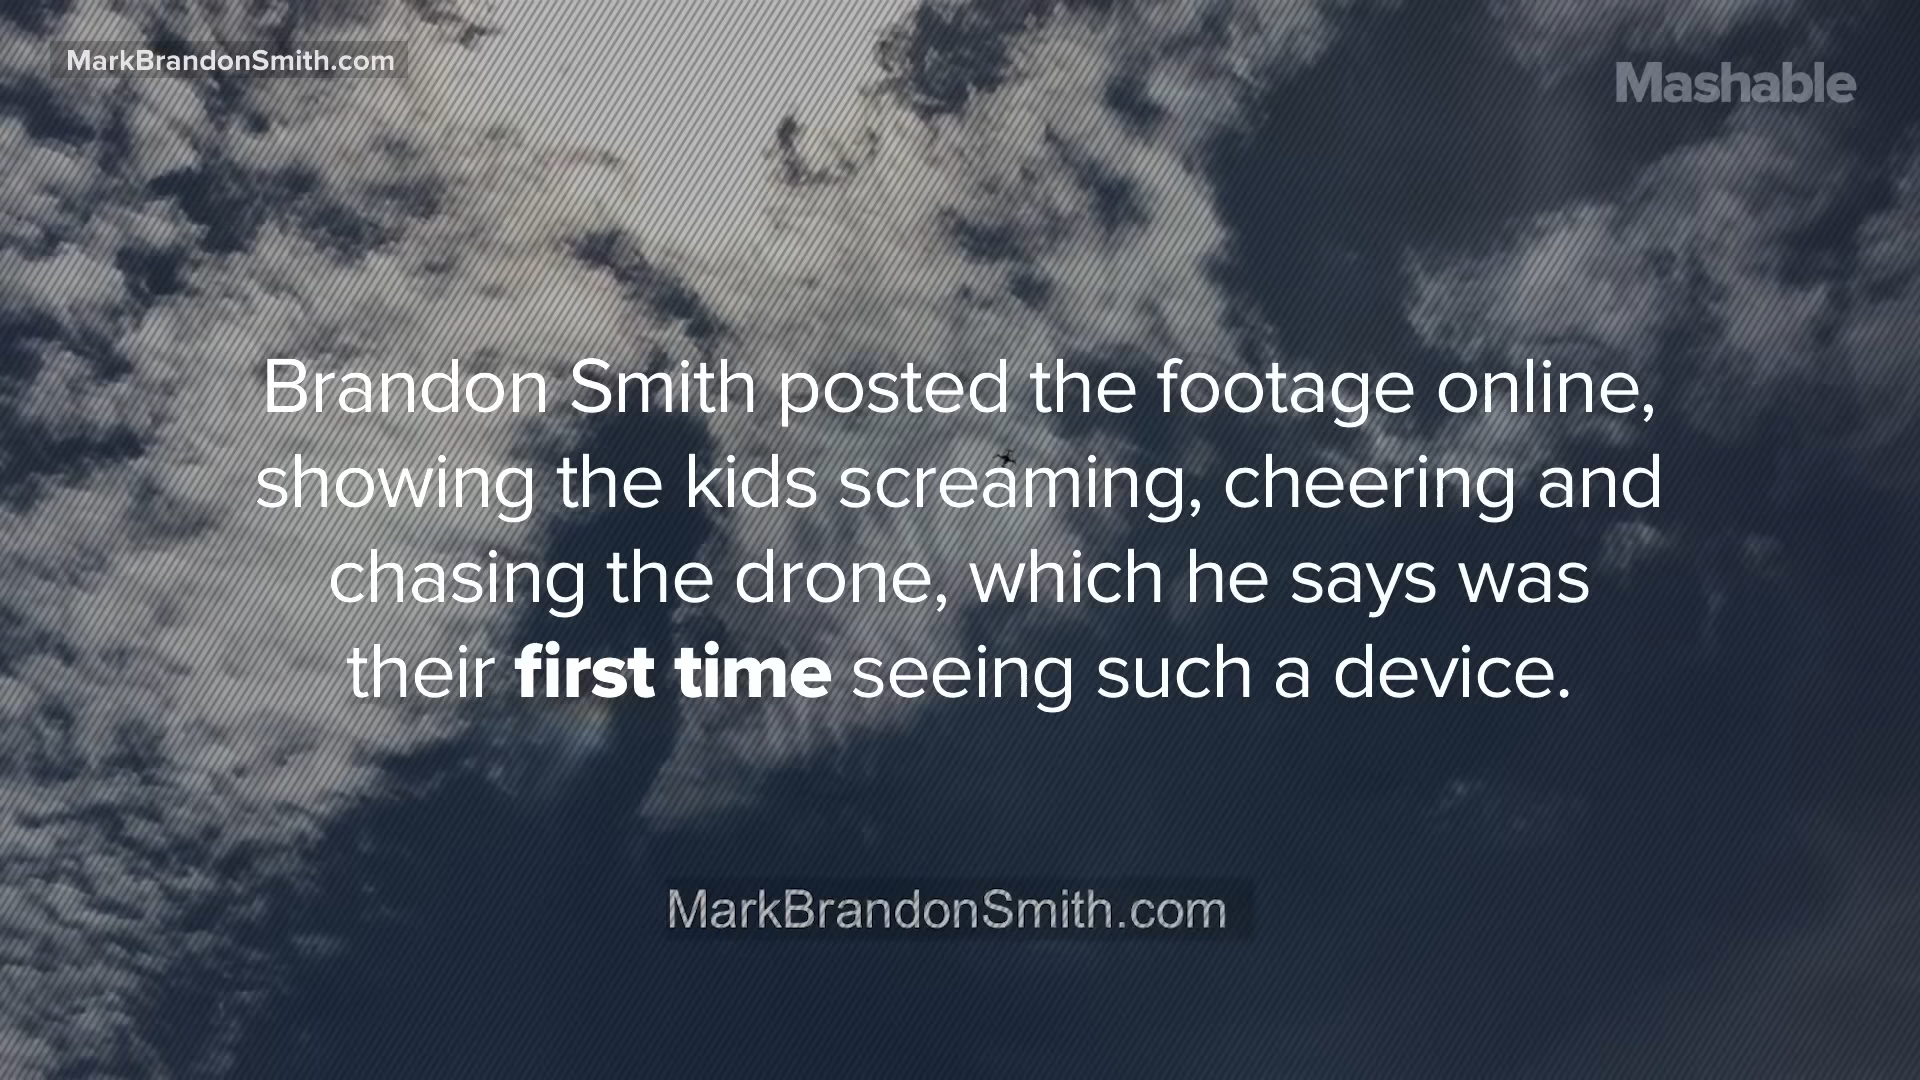 MarkBrandonSmith.com
Mashable
Brandon Smith posted the footage online,
showing the kids screaming, cheering and
chasing the drone, which he says was
their first time seeing such a device.
MarkBrandonSmith.com